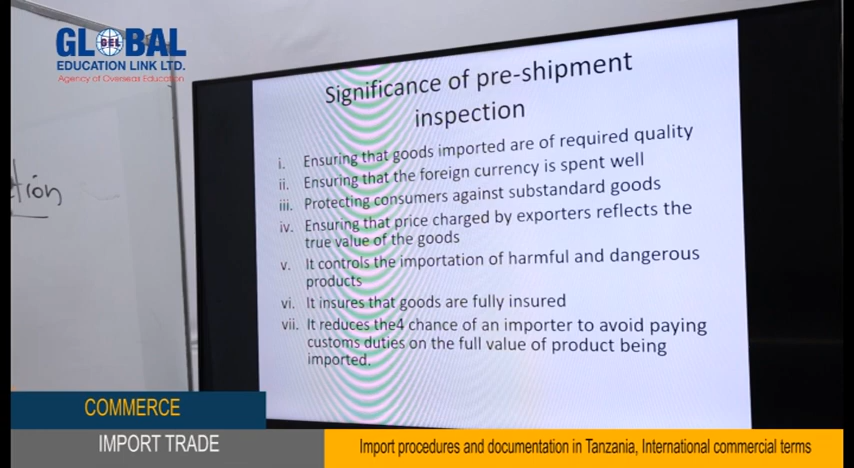 GLOBAL
GEL
EDUCATION LINK LTD.
Agency of Overseas Education
Significance of pre-shipment
inspection
i. Ensuring that goods imported are of required quality
ii. Ensuring that the foreign currency is spent well
iii. Protecting consumers against substandard goods
iv. Ensuring that price charged by exporters reflects the
true value of the goods
v. It controls the importation of harmful and dangerous
products
vi. It insures that goods are fully insured
vii. It reduces the4 chance of an importer to avoid paying
customs duties on the full value of product being
imported.
COMMERCE
IMPORT TRADE
Import procedures and documentation in Tanzania, International commercial terms